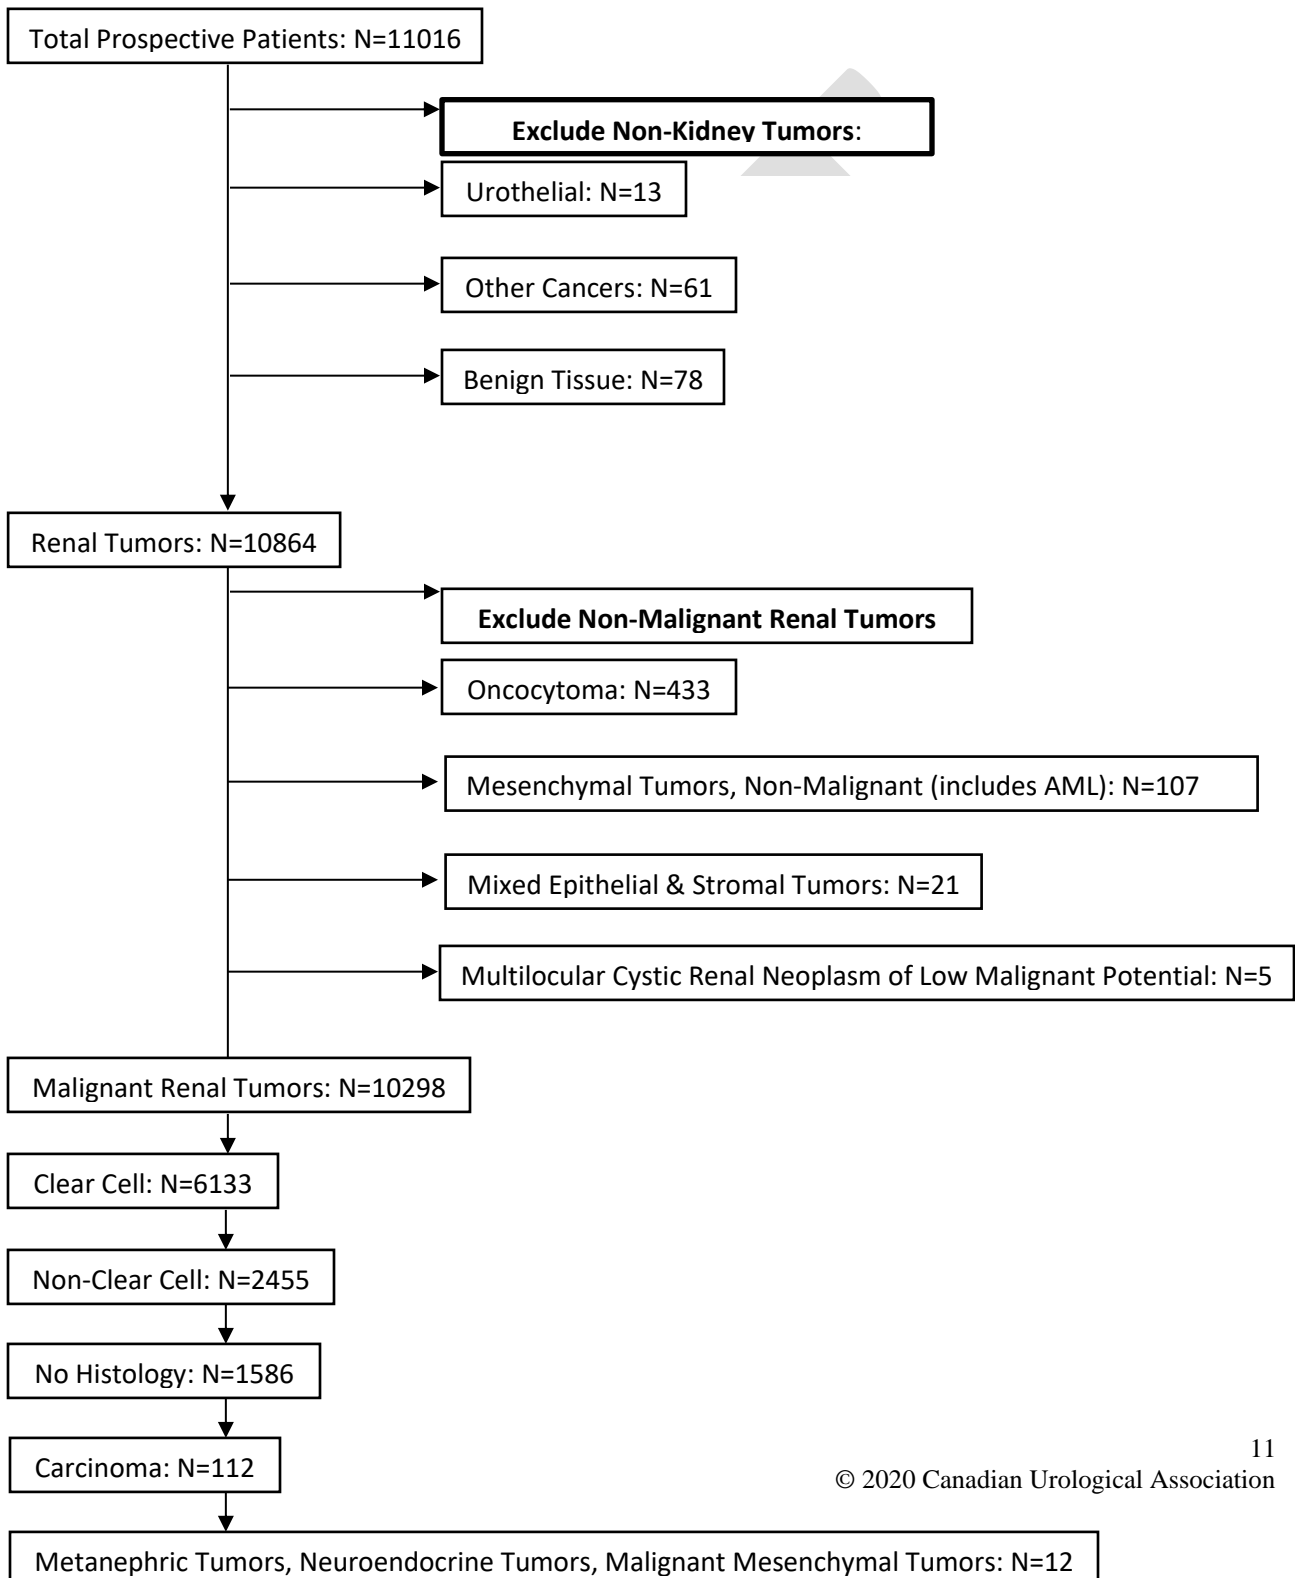 Total Prospective Patients: N=11016
Exclude Non-Kidney Tumors:
Urothelial: N=13
Other Cancers: N=61
Benign Tissue: N=78
Renal Tumors: N=10864
Exclude Non-Malignant Renal Tumors
Oncocytoma: N=433
Mesenchymal Tumors, Non-Malignant (includes AML): N=107
Mixed Epithelial & Stromal Tumors: N=21
Multilocular Cystic Renal Neoplasm of Low Malignant Potential: N=5
Malignant Renal Tumors: N=10298
Clear Cell: N=6133
Non-Clear Cell: N=2455
No Histology: N=1586
Carcinoma: N=112
11
© 2020 Canadian Urological Association
Metanephric Tumors, Neuroendocrine Tumors, Malignant Mesenchymal Tumors: N=12